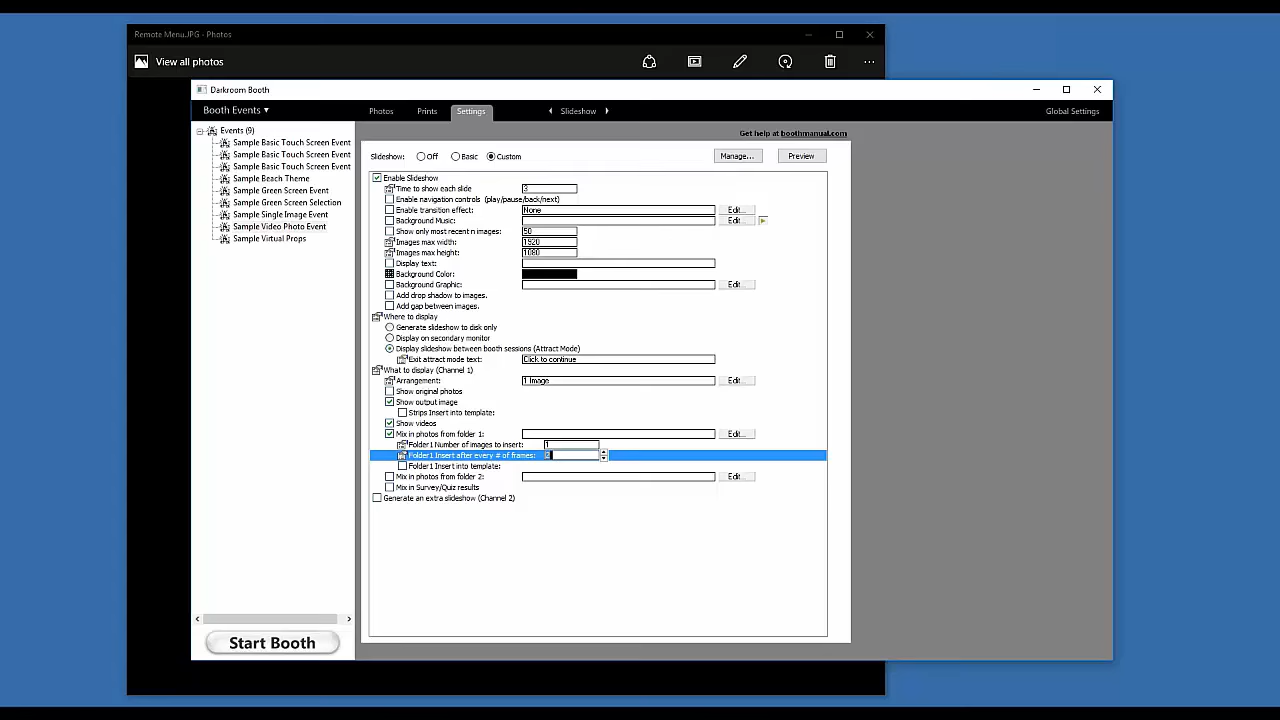 Remote Menu.JPG - Photos
View all photos
Darkroom Booth
Booth Events
Photos
Prints
Settings
Slideshow
Global Settings
Get help at boothmanual.com
Events (9)
Sample Basic Touch Screen Event
Sample Basic Touch Screen Event
Sample Basic Touch Screen Event
Sample Beach Theme
Sample Green Screen Event
Sample Green Screen Selection
Sample Single Image Event
Sample Video Photo Event
Sample Virtual Props
Start Booth
Slideshow:
Off
Basic
Custom
Manage...
Preview
Enable Slideshow
Time to show each slide
3
Enable navigation controls (play/pause/back/next)
Enable transition effect:
None
Edit...
Background Music:
Edit...
Show only most recent n images:
50
Images max width:
1920
Images max height:
1080
Display text:
Background Color:
Background Graphic:
Edit...
Add drop shadow to images.
Add gap between images.
Where to display
Generate slideshow to disk only
Display on secondary monitor
Display slideshow between booth sessions (Attract Mode)
Exit attract mode text:
Click to continue
What to display (Channel 1)
Arrangement:
1 Image
Edit...
Show original photos
Show output image
Strips Insert into template:
Show videos
Mix in photos from folder 1:
Edit...
Folder1 Number of images to insert:
1
Folder1 Insert after every # of frames:
Folder1 Insert into template:
Mix in photos from folder 2:
Edit...
Mix in Survey/Quiz results
Generate an extra slideshow (Channel 2)